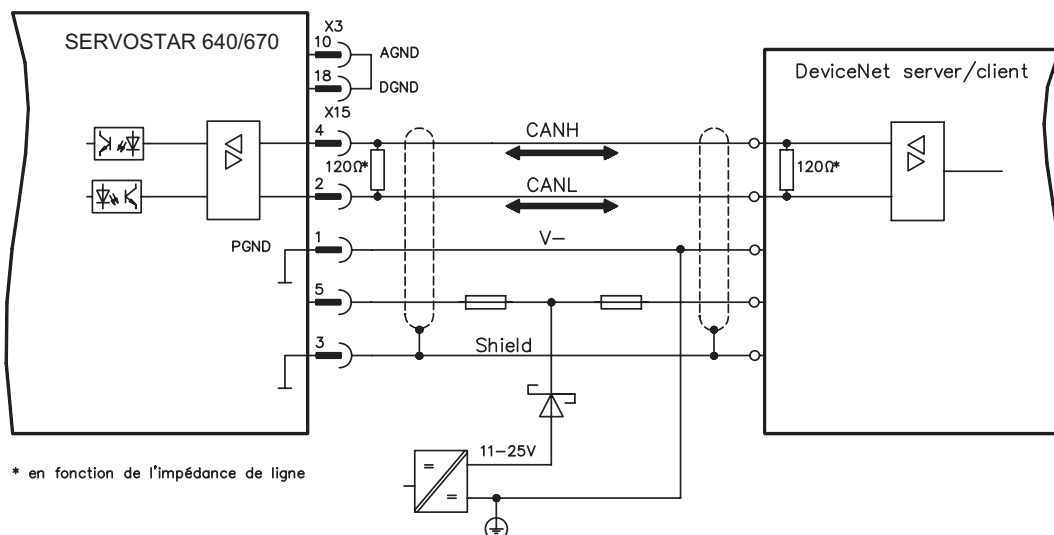 SERVOSTAR 640/670
X3
10
AGND
18
DGND
X15
4
120Ω*
2
PGND
1
5
3
CANH
CANL
V–
Shield
11–25V
=
=
DeviceNet server/client
120Ω*
* en fonction de l'impédance de ligne